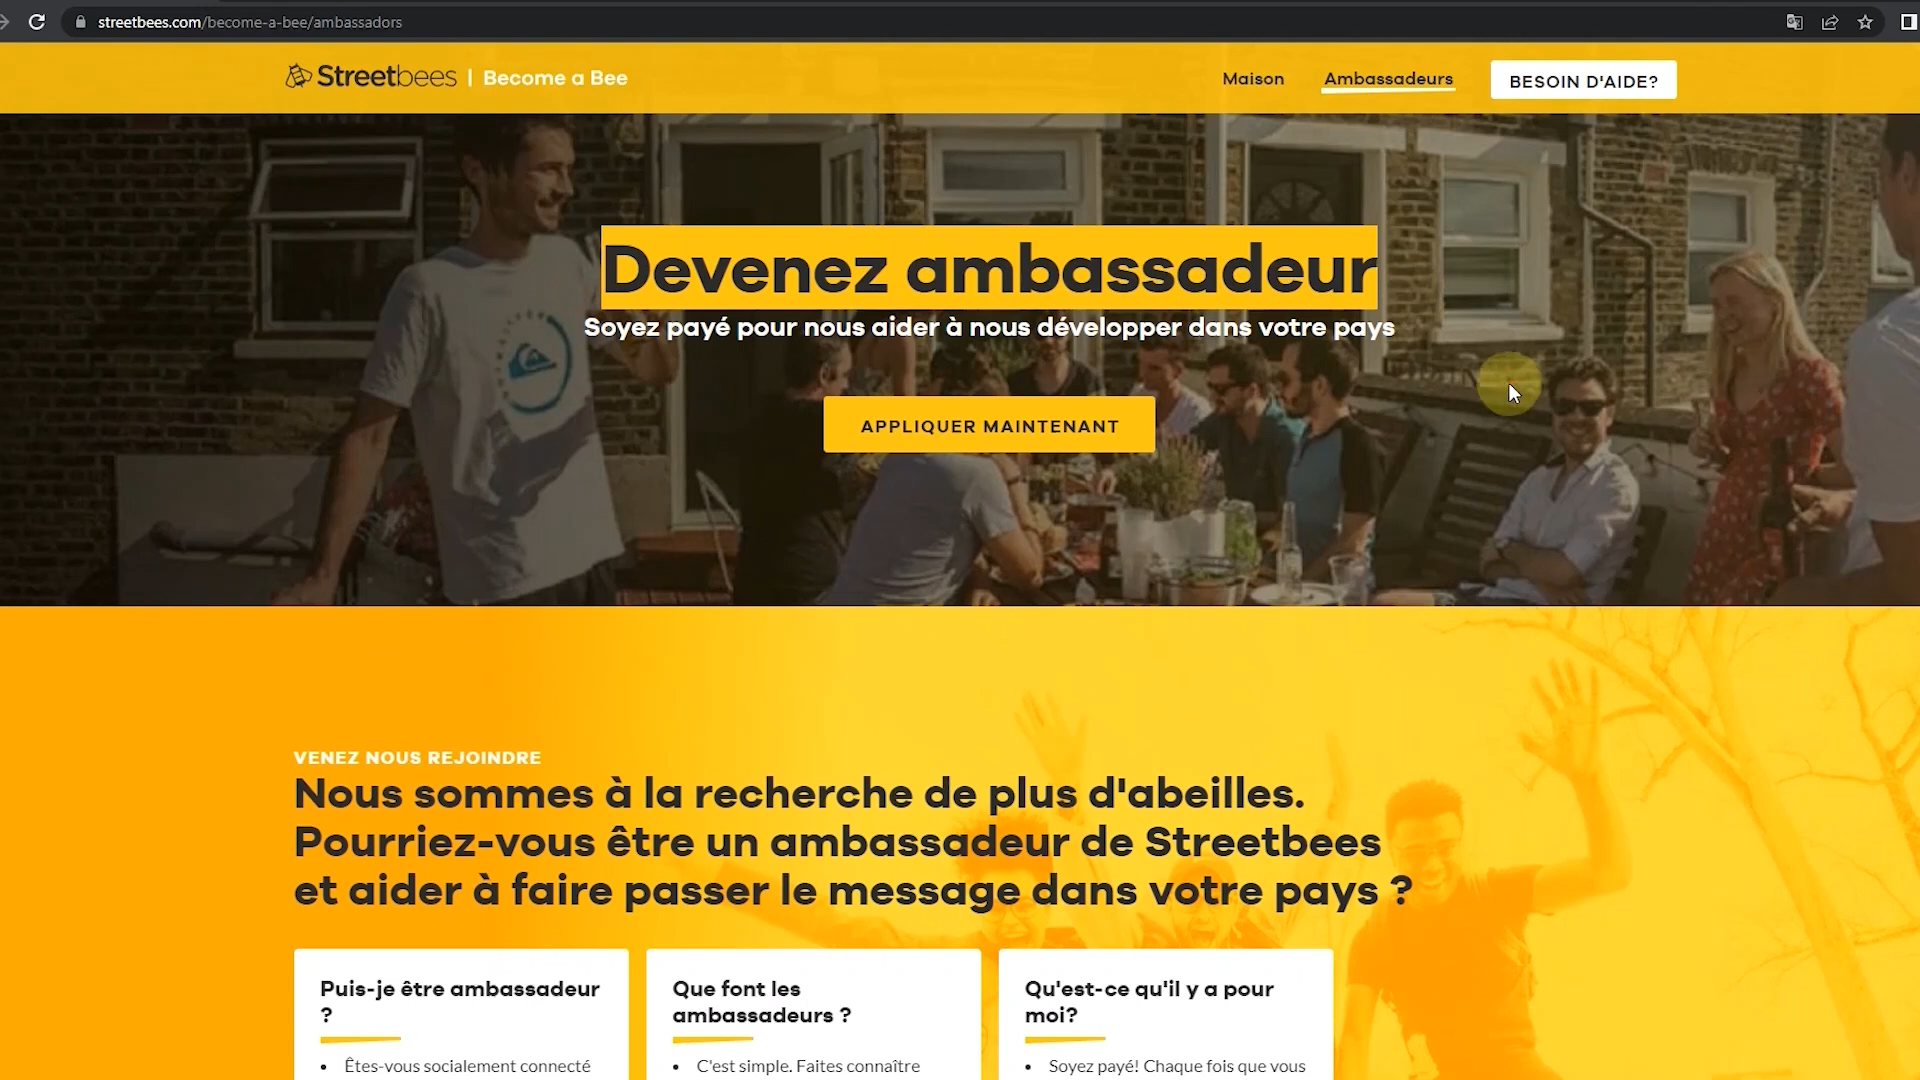 streetbees.com/become-a-bee/ambassadors
Streetbees | Become a Bee
Maison
Ambassadeurs
BESOIN D'AIDE?
Devenez ambassadeur
Soyez payé pour nous aider à nous développer dans votre pays
APPLIQUER MAINTENANT
VENEZ NOUS REJOINDRE
Nous sommes à la recherche de plus d'abeilles.
Pourriez-vous être un ambassadeur de Streetbees
et aider à faire passer le message dans votre pays ?
Puis-je être ambassadeur
?
• Êtes-vous socialement connecté
Que font les
ambassadeurs ?
• C'est simple. Faites connaître
Qu'est-ce qu'il y a pour
moi?
• Soyez payé! Chaque fois que vous